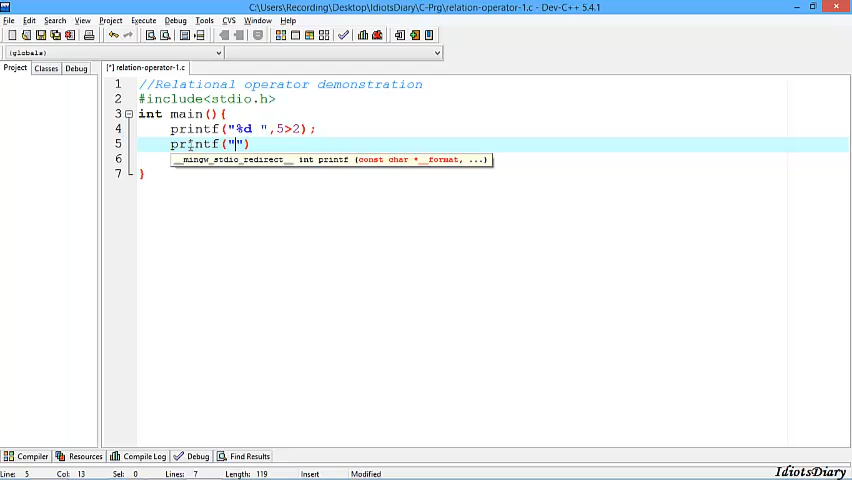 C:\Users\Recording\Desktop\IdiotsDiary\C-Prg\relation-operator-1.c - Dev-C++ 5.4.1
File Edit Search View Project Execute Debug Tools CVS Window Help
(globals)
Project Classes Debug
[*] relation-operator-1.c
1 //Relational operator demonstration
2 #include<stdio.h>
3 int main(){
4 printf("%d ",5>2);
5 printf("")
6 __mingw_stdio_redirect__ int printf (const char *__format, ...)
7 }
Compiler Resources Compile Log Debug Find Results
Line: 5 Col: 13 Sel: 0 Lines: 7 Length: 119 Insert Modified
IdiotsDiary